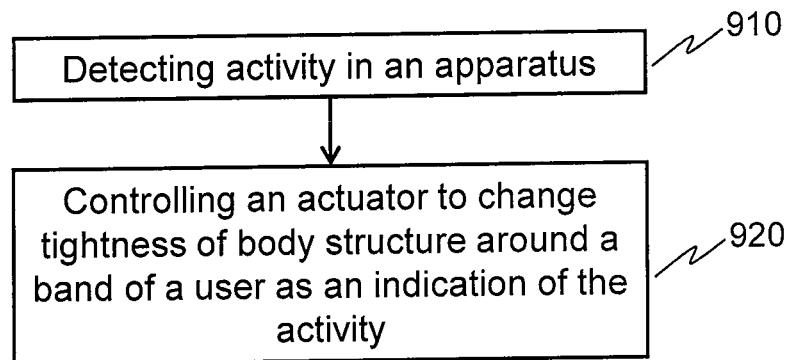 910
Detecting activity in an apparatus
Controlling an actuator to change
tightness of body structure around a
band of a user as an indication of the
activity
920